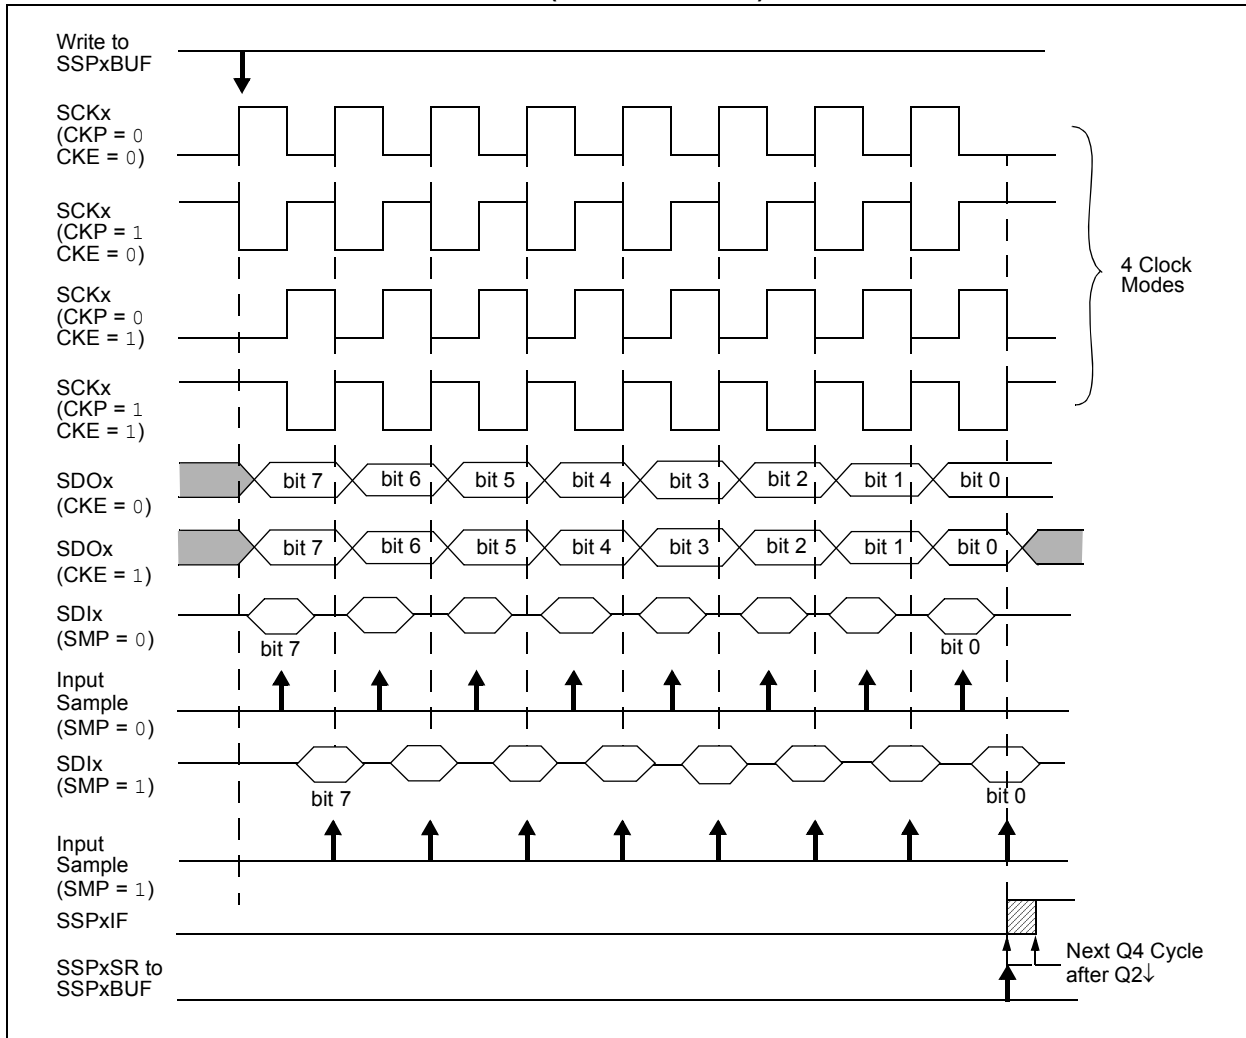 Write to
SSPxBUF
SCKx
(CKP = 0
CKE = 0)
SCKx
(CKP = 1
CKE = 0)
4 Clock
Modes
SCKx
(CKP = 0
CKE = 1)
SCKx
(CKP = 1
CKE = 1)
SDOx
(CKE = 0)
bit 7
bit 6
bit 5
bit 4
bit 3
bit 2
bit 1
bit 0
SDOx
(CKE = 1)
bit 7
bit 6
bit 5
bit 4
bit 3
bit 2
bit 1
bit 0
SDIx
(SMP = 0)
bit 7
bit 0
Input
Sample
(SMP = 0)
SDIx
(SMP = 1)
bit 7
bit 0
Input
Sample
(SMP = 1)
SSPxIF
Next Q4 Cycle
after Q2↓
SSPxSR to
SSPxBUF